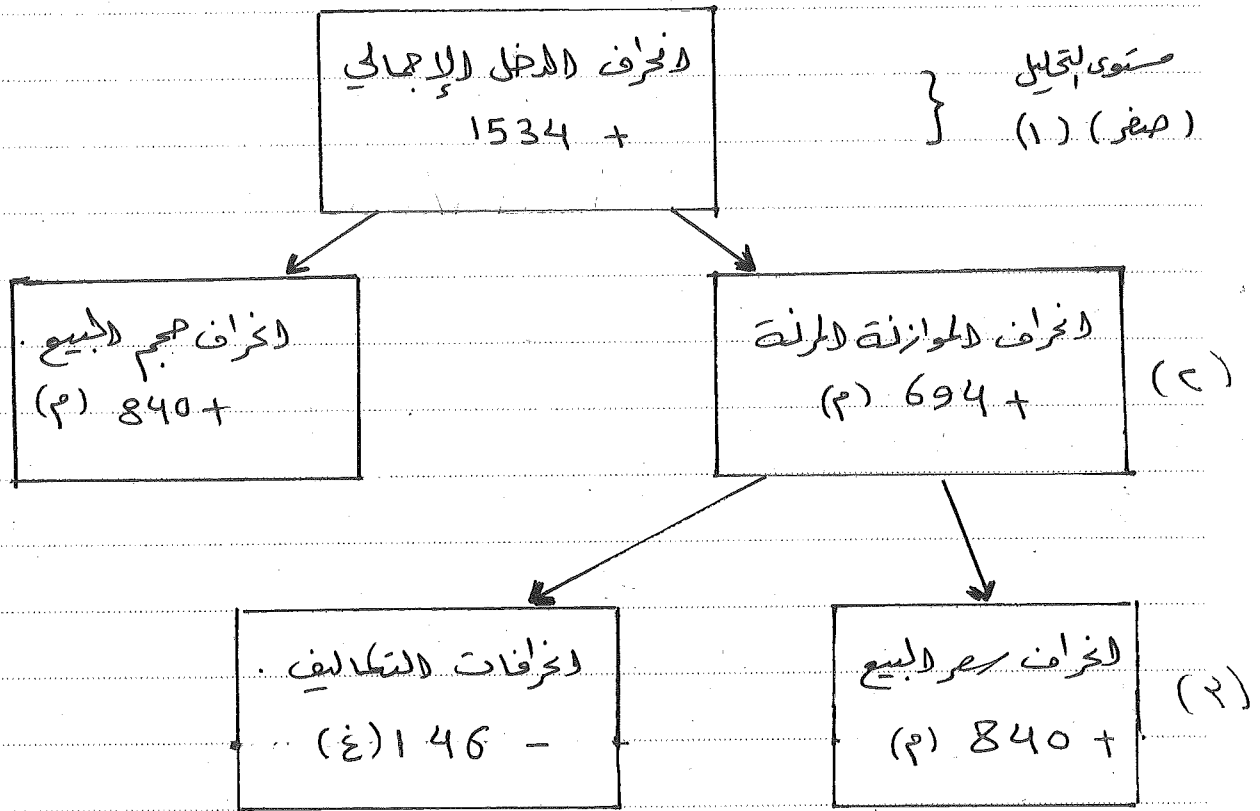 مستوى التحليل
(صفر) (١)
انحراف الدخل الإجمالي
1534 +
(٢)
انحراف الموازنة المرنة
+ 694 (م)
انحراف حجم البيع
+840 (م)
(٣)
انحراف سعر البيع
+ 840 (م)
انحرافات التكاليف
- 146 (غ)